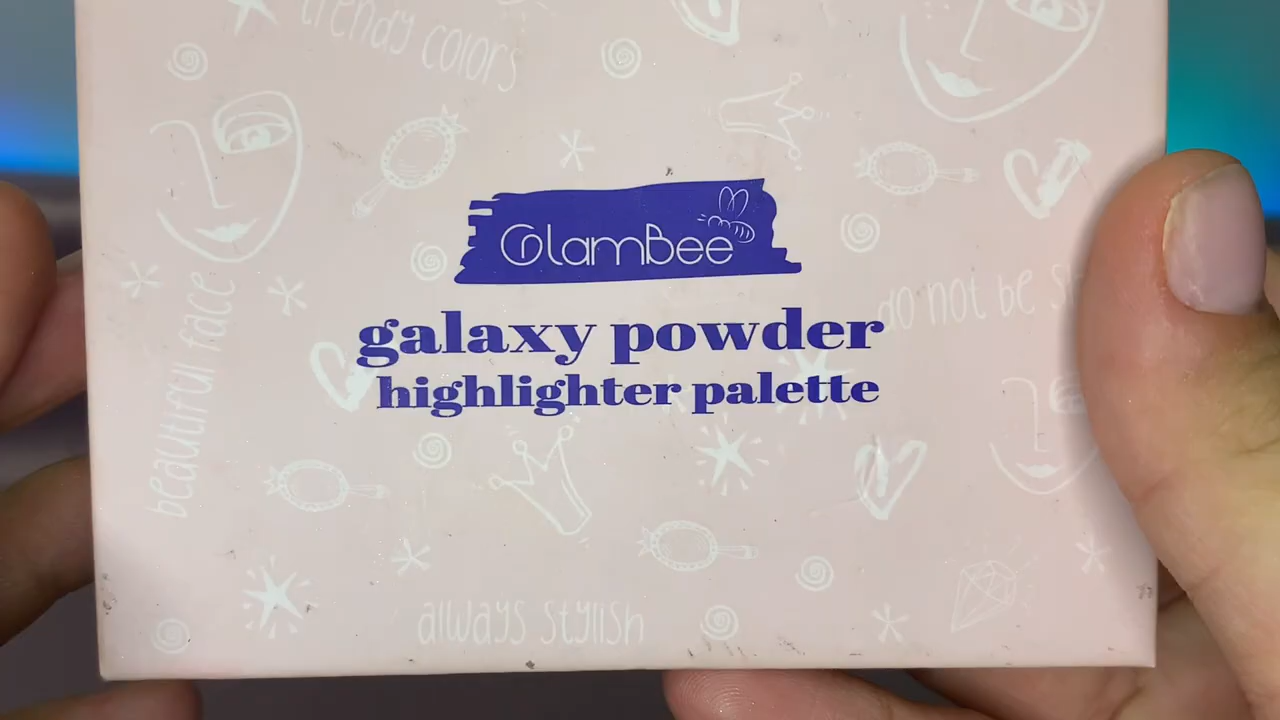 trendy colors
GlamBee
do not be s
galaxy powder
highlighter palette
beautiful face
always stylish